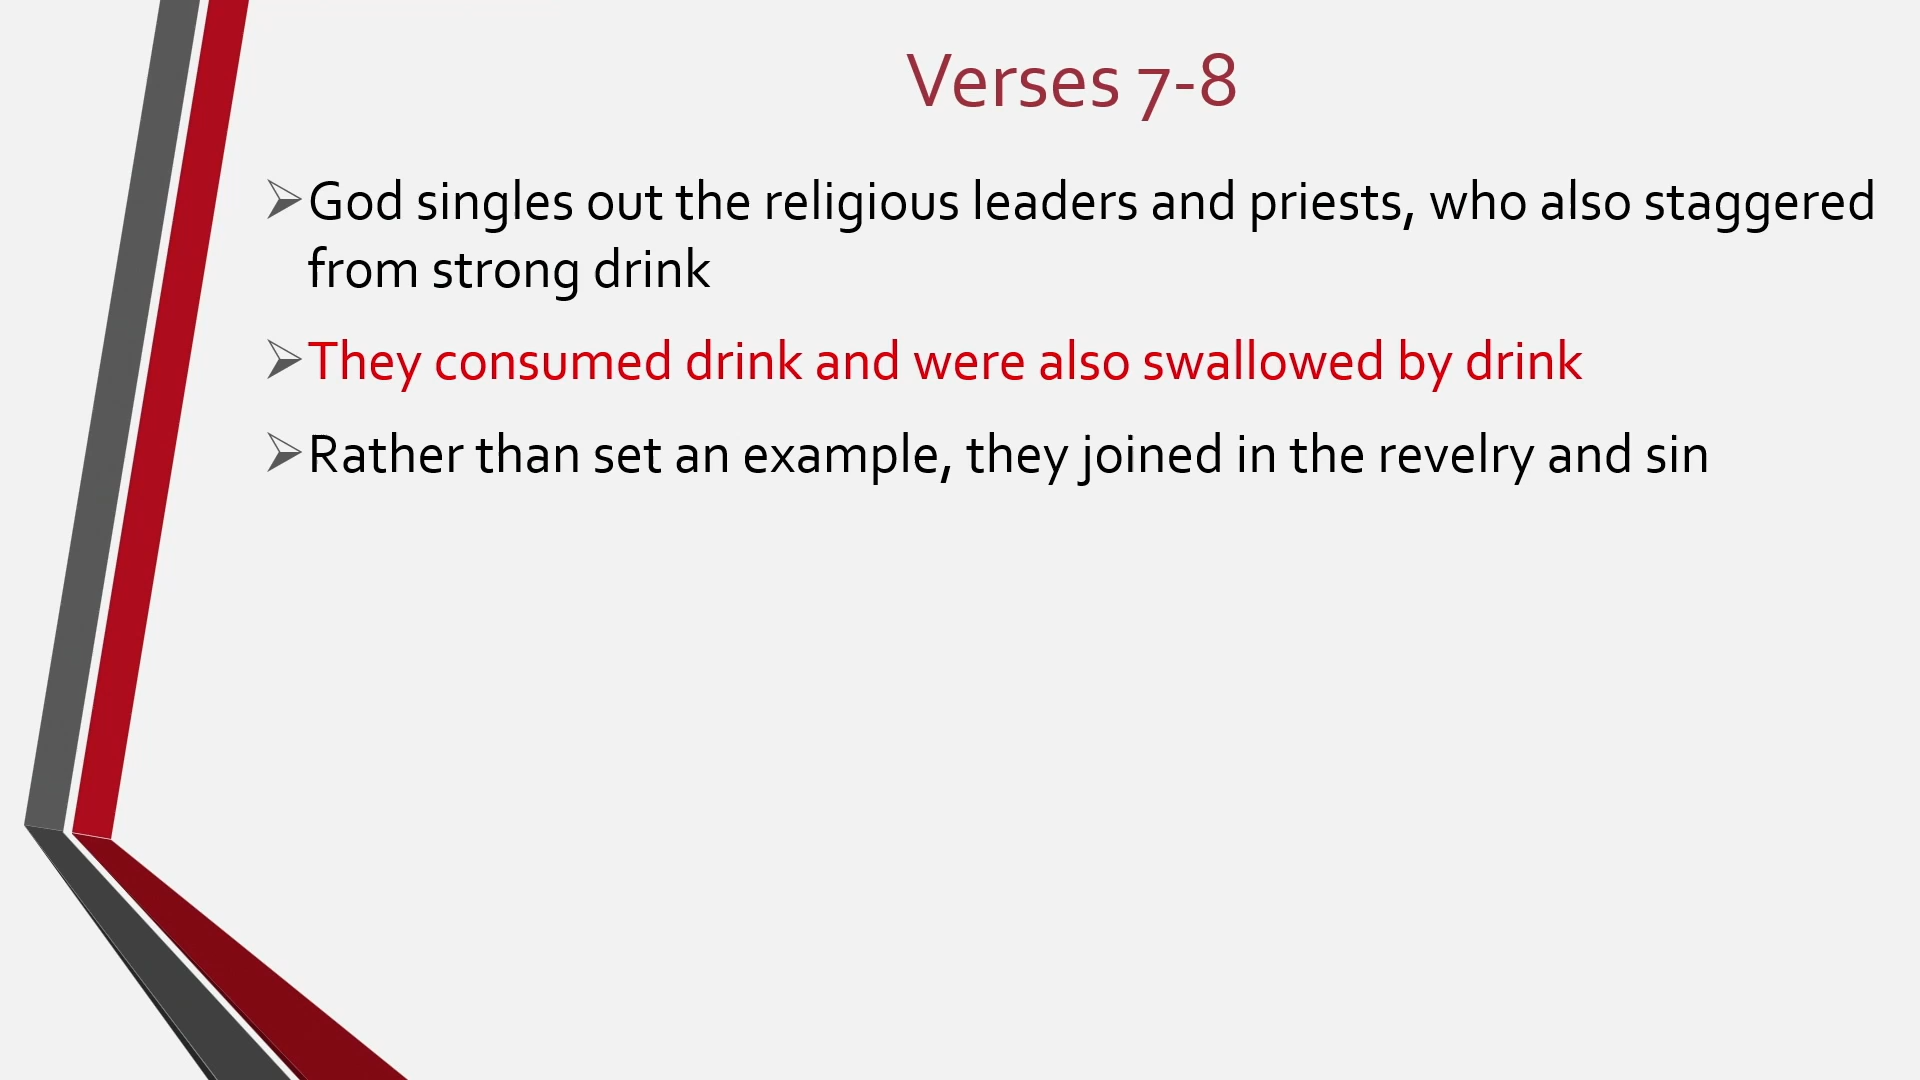 Verses 7-8
God singles out the religious leaders and priests, who also staggered
from strong drink
They consumed drink and were also swallowed by drink
Rather than set an example, they joined in the revelry and sin